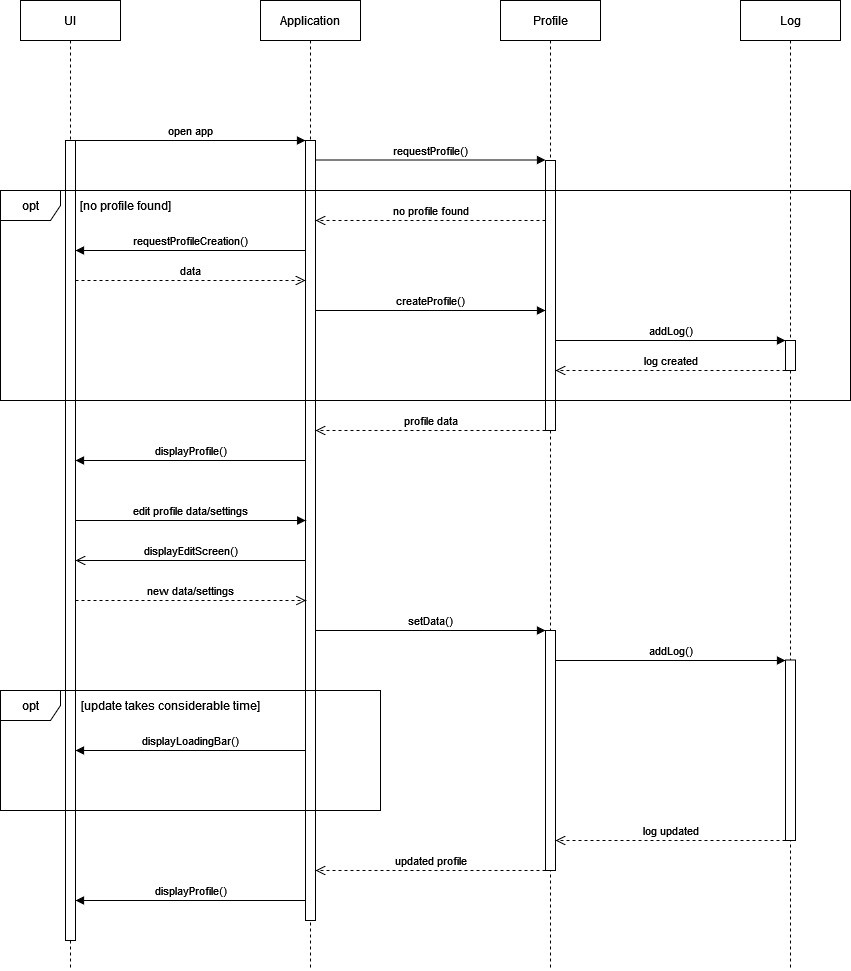 UI
Application
Profile
Log
open app
requestProfile()
opt
[no profile found]
no profile found
requestProfileCreation()
data
createProfile()
addLog()
log created
profile data
displayProfile()
edit profile data/settings
displayEditScreen()
new data/settings
setData()
addLog()
opt
[update takes considerable time]
displayLoadingBar()
log updated
updated profile
displayProfile()